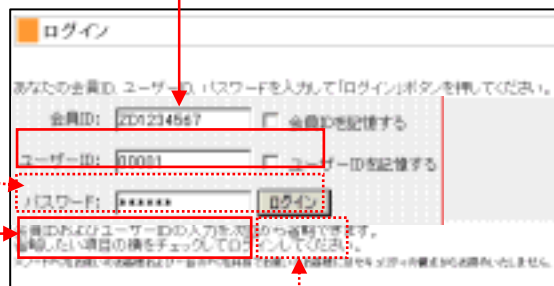 ログイン
あなたの会員ID、ユーザーID、パスワードを入力して「ログイン」ボタンを押してください。
会員ID: ZD1234567 会員IDを記憶する
ユーザーID: 00001 ユーザーIDを記憶する
パスワード: ****** ログイン
会員IDおよびユーザーIDの入力を次回から省略できます。
省略したい項目の横をチェックしてログインしてください。